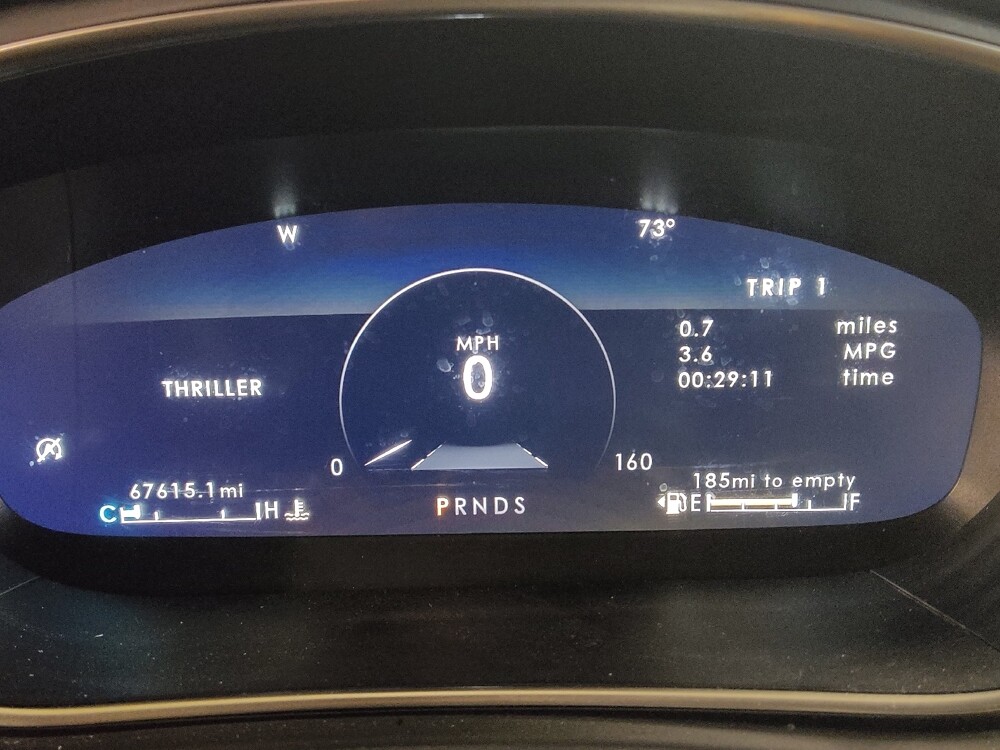 W
73°
TRIP 1
0.7 miles
3.6 MPG
00:29:11 time
MPH
0
THRILLER
0
160
67615.1mi
185mi to empty
C H
PRNDS
E F